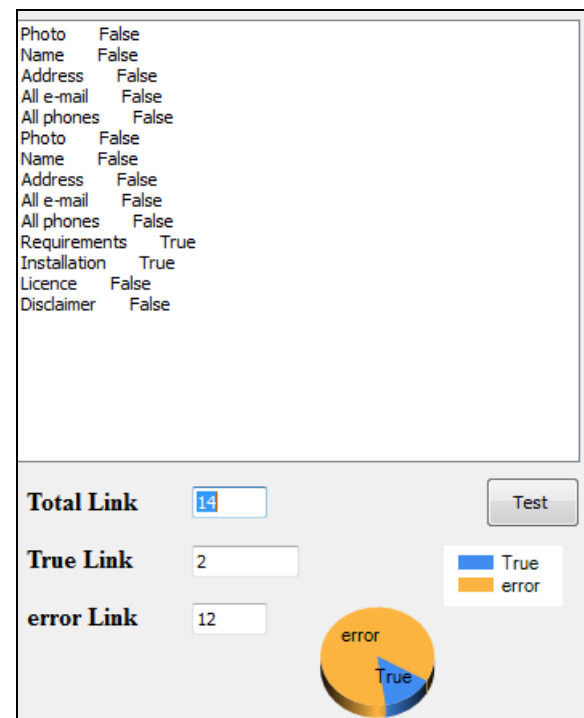 Photo False
Name False
Address False
All e-mail False
All phones False
Photo False
Name False
Address False
All e-mail False
All phones False
Requirements True
Installation True
Licence False
Disclaimer False
Total Link 14 Test
True Link 2
True
error
error Link 12
error
True